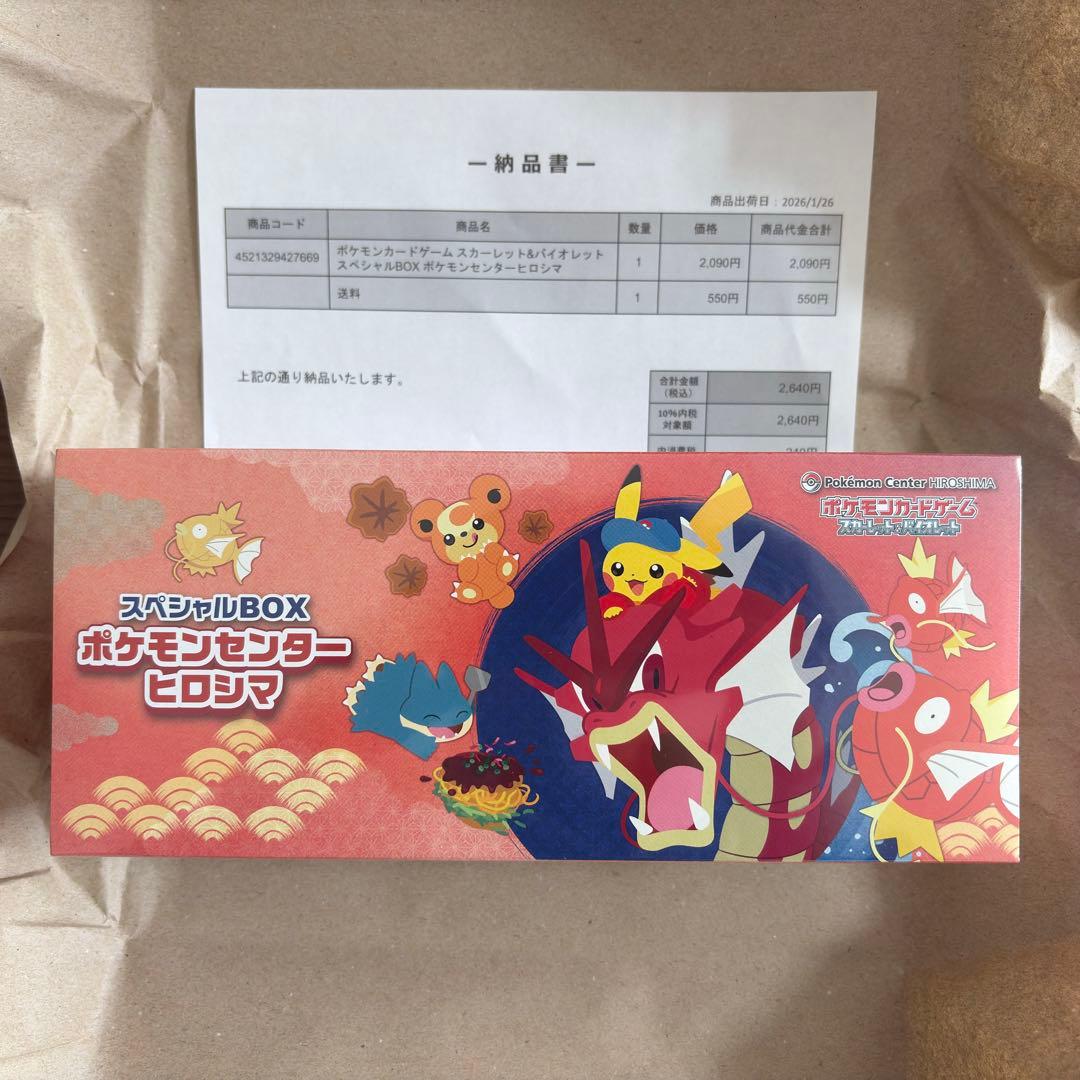 ー納品書ー
商品出荷日：2026/1/26
商品コード 商品名 数量 価格 商品代金合計
4521329427669 ポケモンカードゲーム スカーレット&バイオレット
スペシャルBOX ポケモンセンターヒロシマ 1 2,090円 2,090円
送料 1 550円 550円
上記の通り納品いたします。
合計金額
（税込） 2,640円
10%内税
対象額 2,640円
内消費税 240円
Pokémon Center HIROSHIMA
ポケモンカードゲーム
スカーレット&バイオレット
スペシャルBOX
ポケモンセンター
ヒロシマ